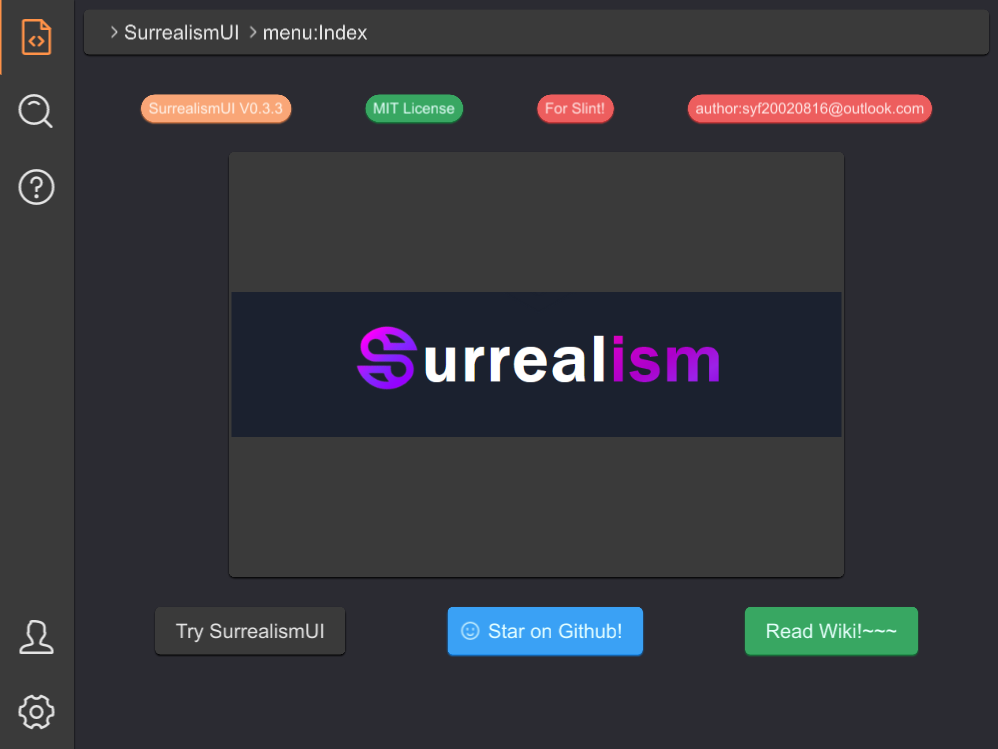 SurrealismUI menu:Index
SurrealismUI V0.3.3
MIT License
For Slint!
author:syf20020816@outlook.com
Surrealism
Try SurrealismUI
Star on Github!
Read Wiki!~~~